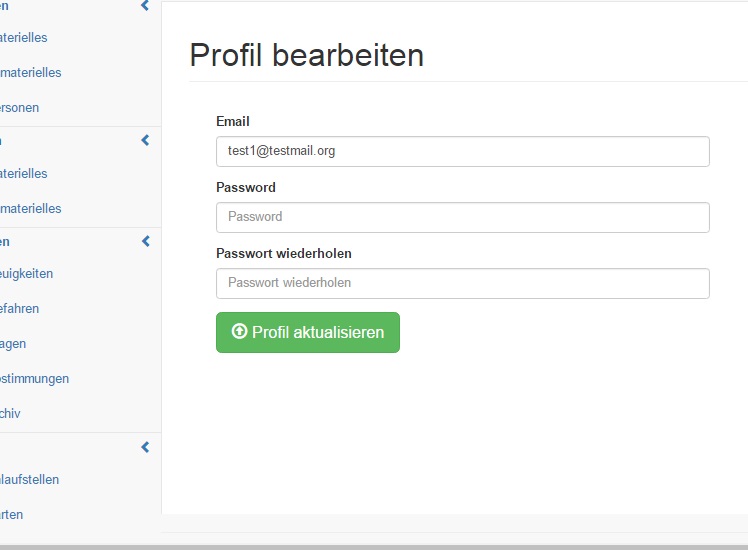 en
aterielles
materielles
ersonen
n
aterielles
materielles
en
euigkeiten
efahren
agen
ostimmungen
chiv
laufstellen
rten
Profil bearbeiten
Email
test1@testmail.org
Password
Password
Passwort wiederholen
Passwort wiederholen
Profil aktualisieren